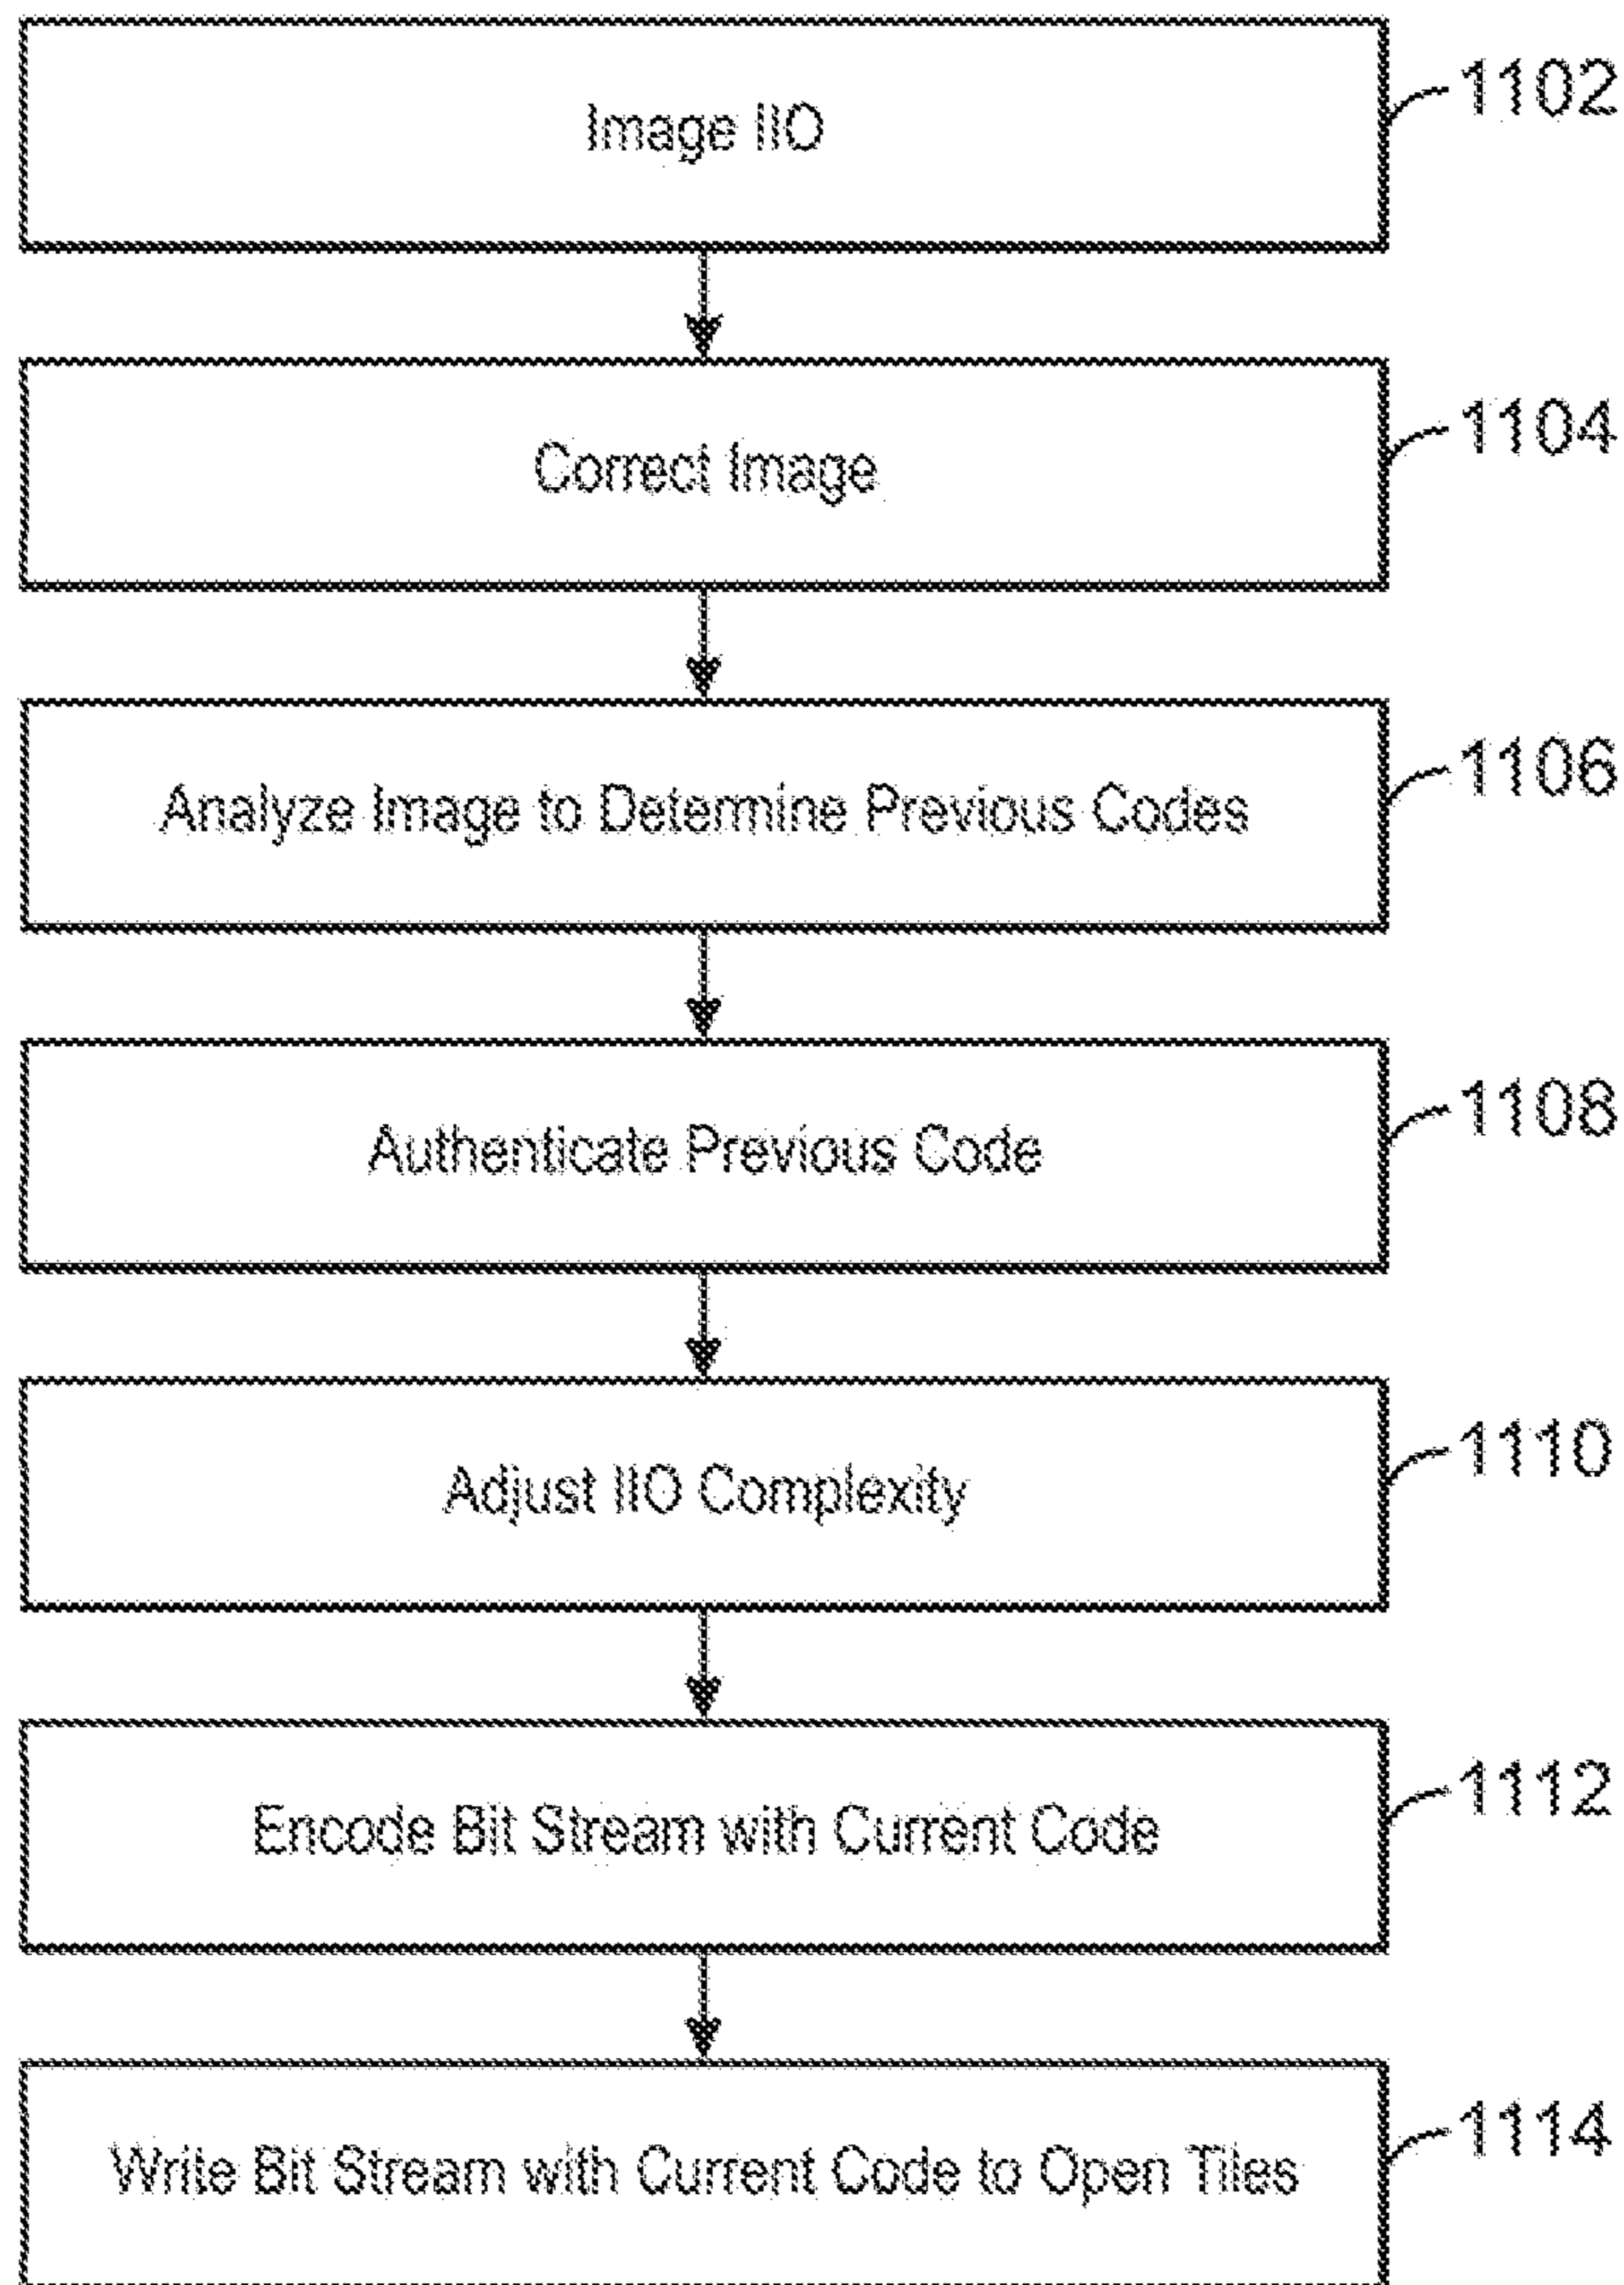 Image IIO
1102
Correct Image
1104
Analyze Image to Determine Previous Codes
1106
Authenticate Previous Code
1108
Adjust IIO Complexity
1110
Encode Bit Stream with Current Code
1112
Write Bit Stream with Current Code to Open Tiles
1114